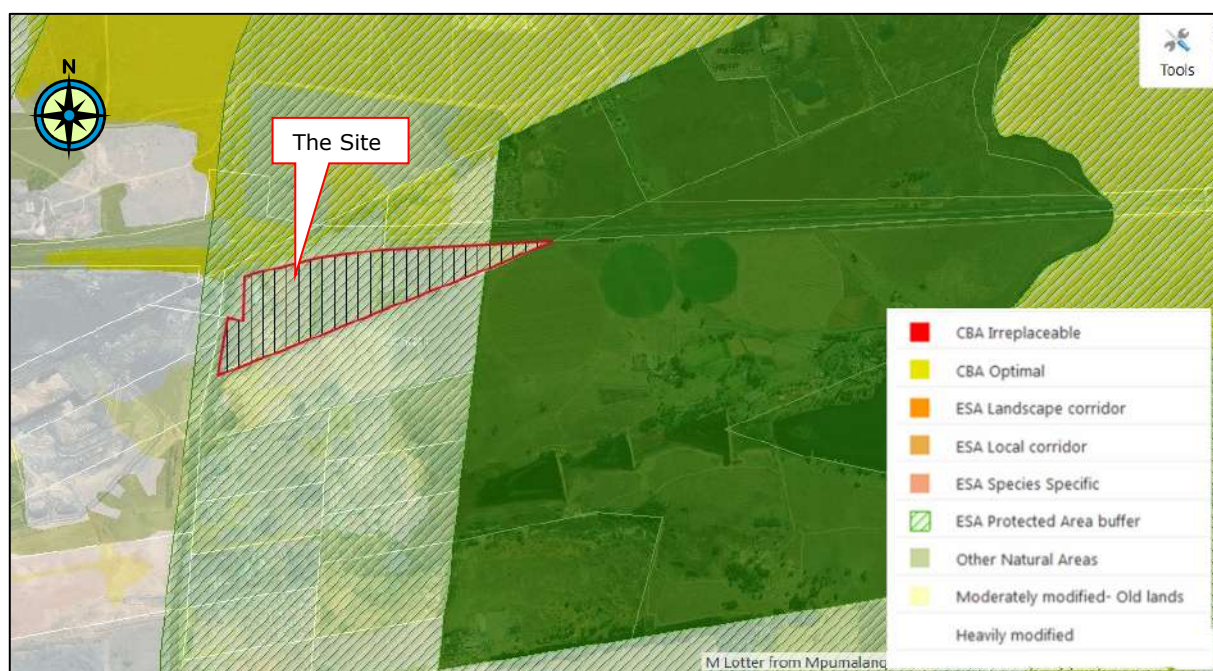 N
Tools
The Site
CBA Irreplaceable
CBA Optimal
ESA Landscape corridor
ESA Local corridor
ESA Species Specific
ESA Protected Area buffer
Other Natural Areas
Moderately modified- Old lands
Heavily modified
M Lotter from Mpumalang